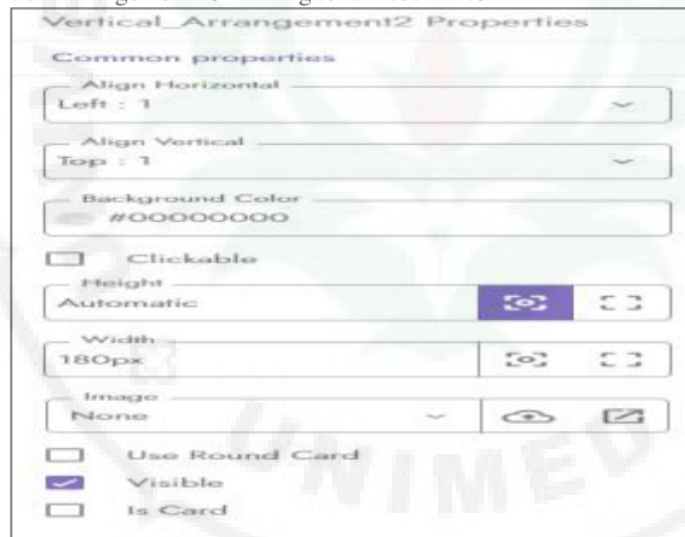 Vertical_Arrangement2 Properties
Common properties
Align Horizontal
Left : 1
Align Vertical
Top : 1
Background Color
#00000000
Clickable
Height
Automatic
Width
180px
Image
None
Use Round Card
Visible
Is Card
UNIMED